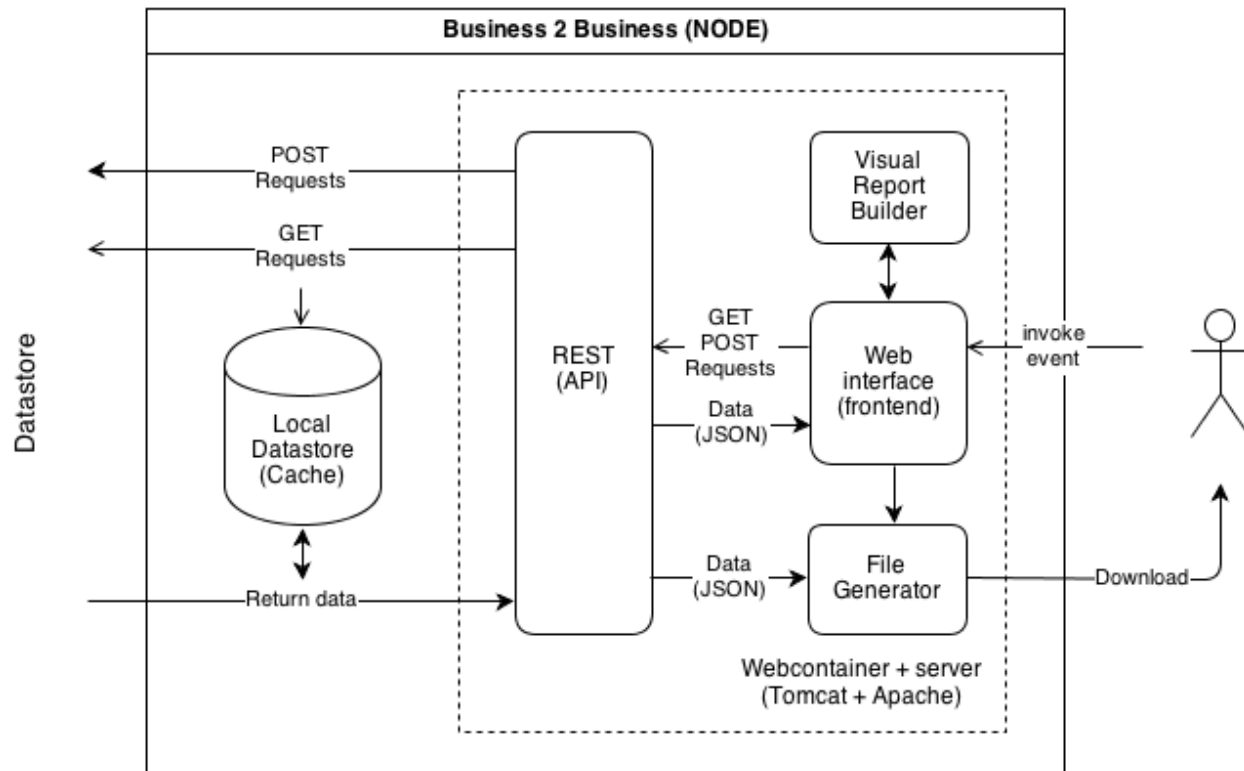 Business 2 Business (NODE)
POST
Requests
GET
Requests
Visual
Report
Builder
Datastore
Local
Datastore
(Cache)
REST
(API)
GET
POST
Requests
Web
interface
(frontend)
invoke
event
Data
(JSON)
Data
(JSON)
File
Generator
Download
Return data
Webcontainer + server
(Tomcat + Apache)